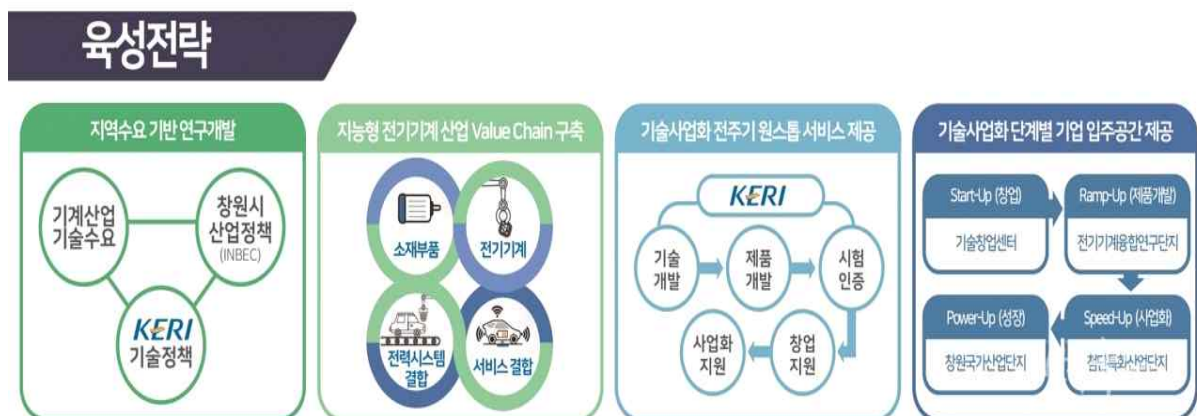 육성전략
지역수요 기반 연구개발
기계산업
기술수요
창원시
산업정책
(INBEC)
KERI
기술정책
지능형 전기기계 산업 Value Chain 구축
소재부품
전기기계
전력시스템
결합
서비스 결합
기술사업화 전주기 원스톱 서비스 제공
KERI
기술
개발
제품
개발
시험
인증
사업화
지원
창업
지원
기술사업화 단계별 기업 입주공간 제공
Start-Up (창업)
기술창업센터
Ramp-Up (제품개발)
전기기계융합연구단지
Power-Up (성장)
창원국가산업단지
Speed-Up (사업화)
첨단특화산업단지